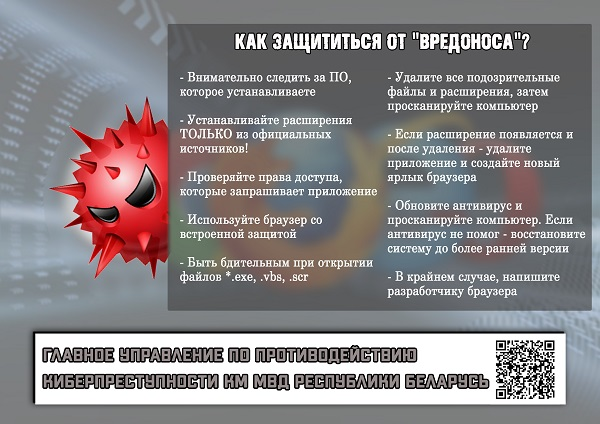 КАК ЗАЩИТИТЬСЯ ОТ "ВРЕДОНОСА"?
- Внимательно следить за ПО,
которое устанавливаете
- Устанавливайте расширения
ТОЛЬКО из официальных
источников!
- Проверяйте права доступа,
которые запрашивает приложение
- Используйте браузер со
встроенной защитой
- Быть бдительным при открытии
файлов *.exe, .vbs, .scr
- Удалите все подозрительные
файлы и расширения, затем
просканируйте компьютер
- Если расширение появляется и
после удаления - удалите
приложение и создайте новый
ярлык браузера
- Обновите антивирус и
просканируйте компьютер. Если
антивирус не помог - восстановите
систему до более ранней версии
- В крайнем случае, напишите
разработчику браузера
ГЛАВНОЕ УПРАВЛЕНИЕ ПО ПРОТИВОДЕЙСТВИЮ
КИБЕРПРЕСТУПНОСТИ КМ МВД РЕСПУБЛИКИ БЕЛАРУСЬ